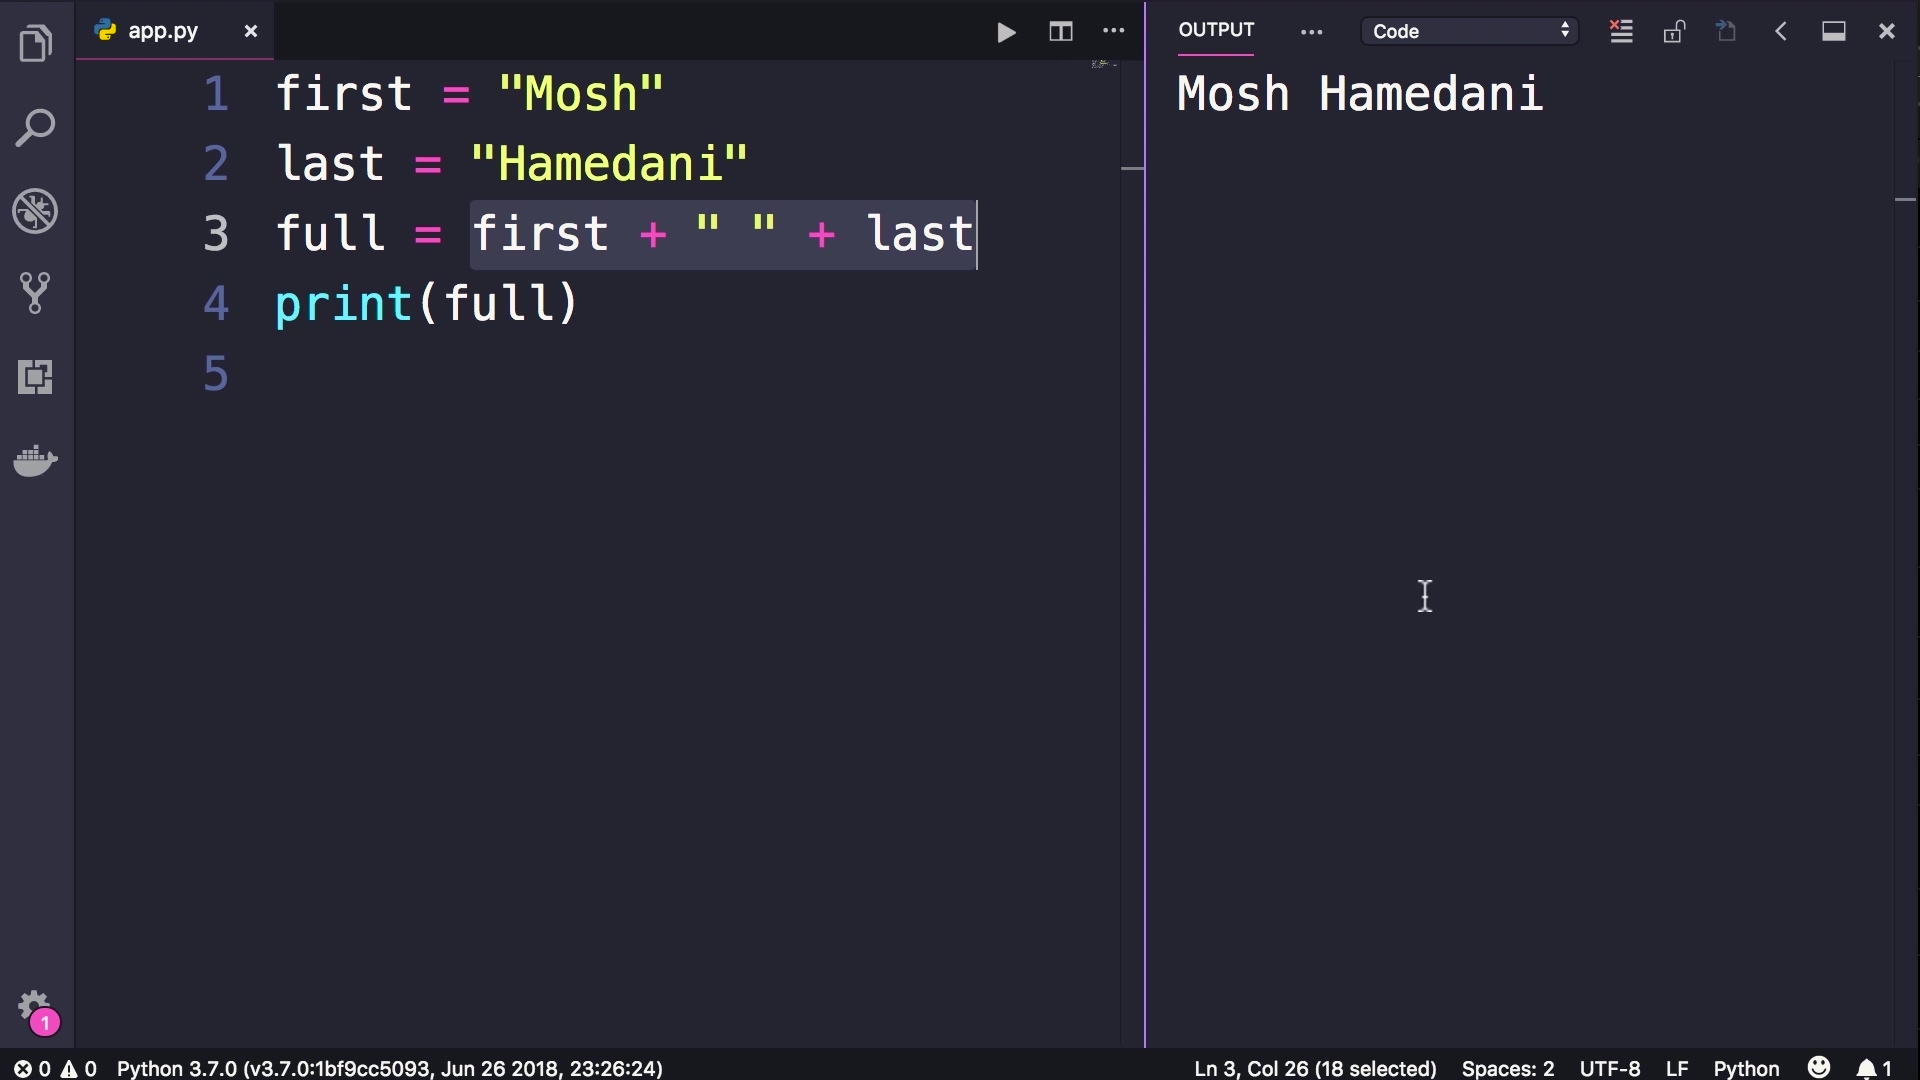 app.py
1 first = "Mosh"
2 last = "Hamedani"
3 full = first + " " + last
4 print(full)
5
OUTPUT
Code
Mosh Hamedani
1
0 0 Python 3.7.0 (v3.7.0:1bf9cc5093, Jun 26 2018, 23:26:24)
Ln 3, Col 26 (18 selected) Spaces: 2 UTF-8 LF Python 1